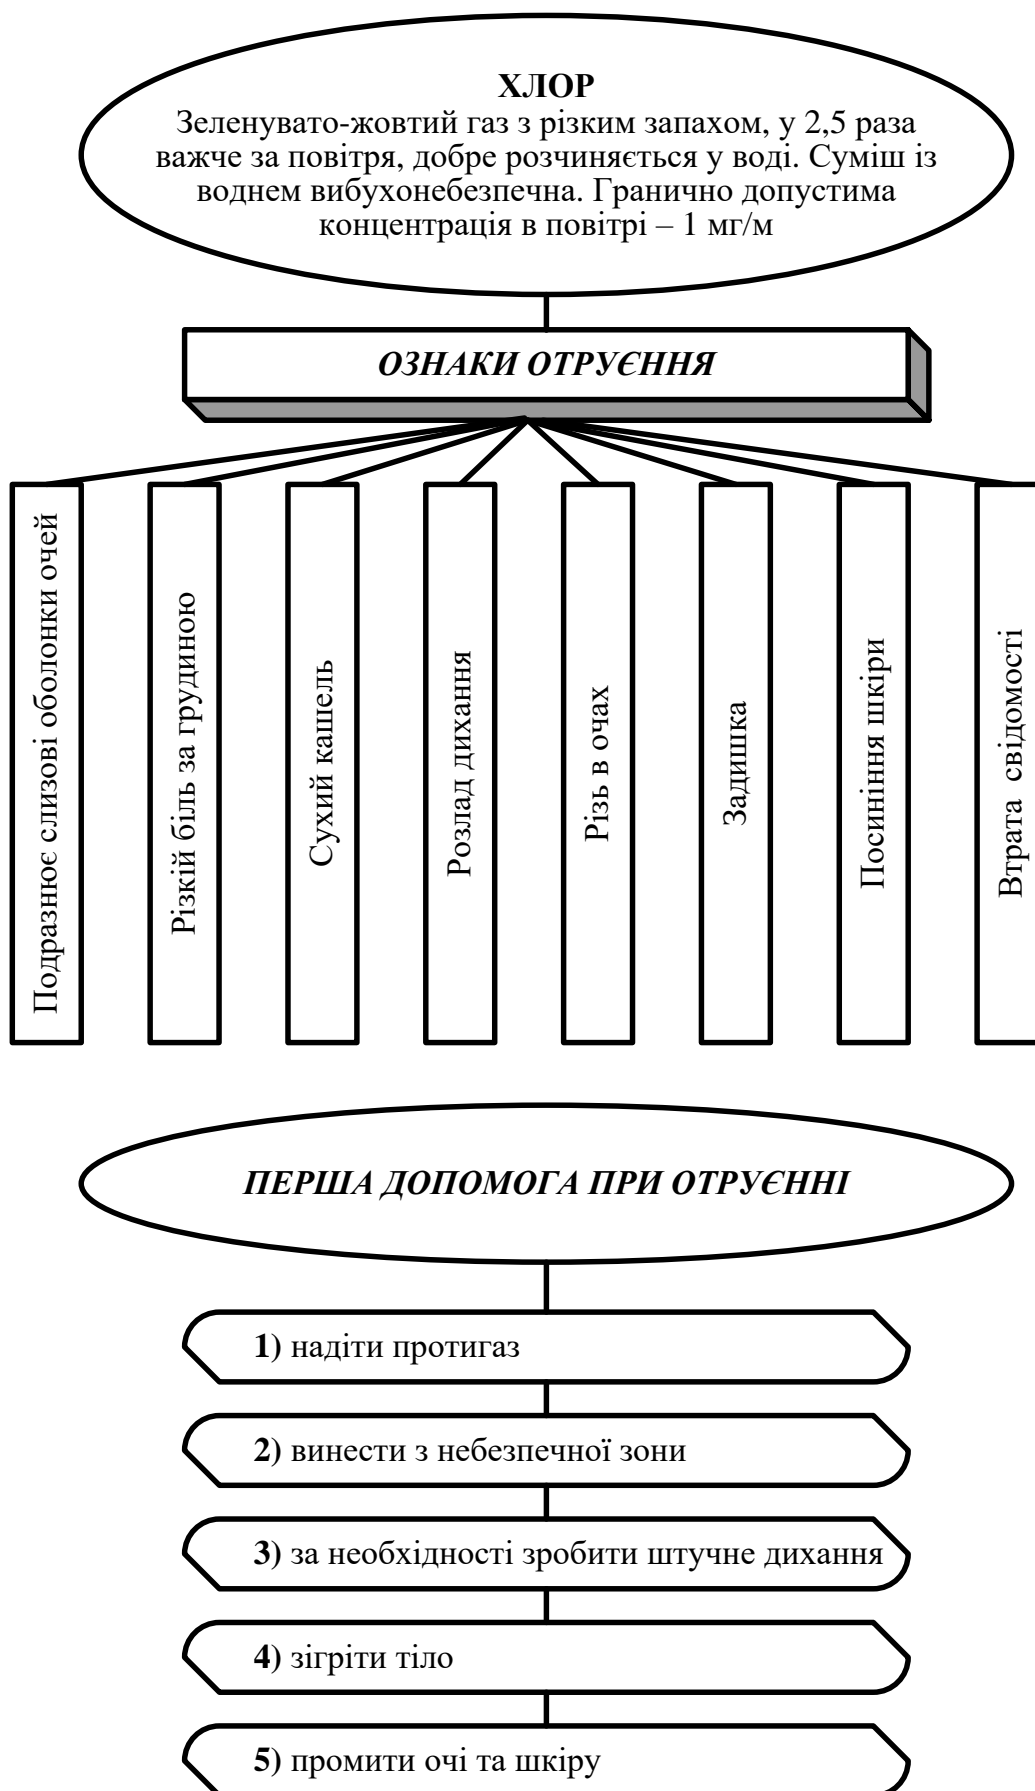 ХЛОР
Зеленувато-жовтий газ з різким запахом, у 2,5 раза
важче за повітря, добре розчиняється у воді. Суміш із
воднем вибухонебезпечна. Гранично допустима
концентрація в повітрі – 1 мг/м
ОЗНАКИ ОТРУЄННЯ
Подразнює слизові оболонки очей
Різкій біль за грудиною
Сухий кашель
Розлад дихання
Різь в очах
Задишка
Посиніння шкіри
Втрата свідомості
ПЕРША ДОПОМОГА ПРИ ОТРУЄННІ
1) надіти протигаз
2) винести з небезпечної зони
3) за необхідності зробити штучне дихання
4) зігріти тіло
5) промити очі та шкіру